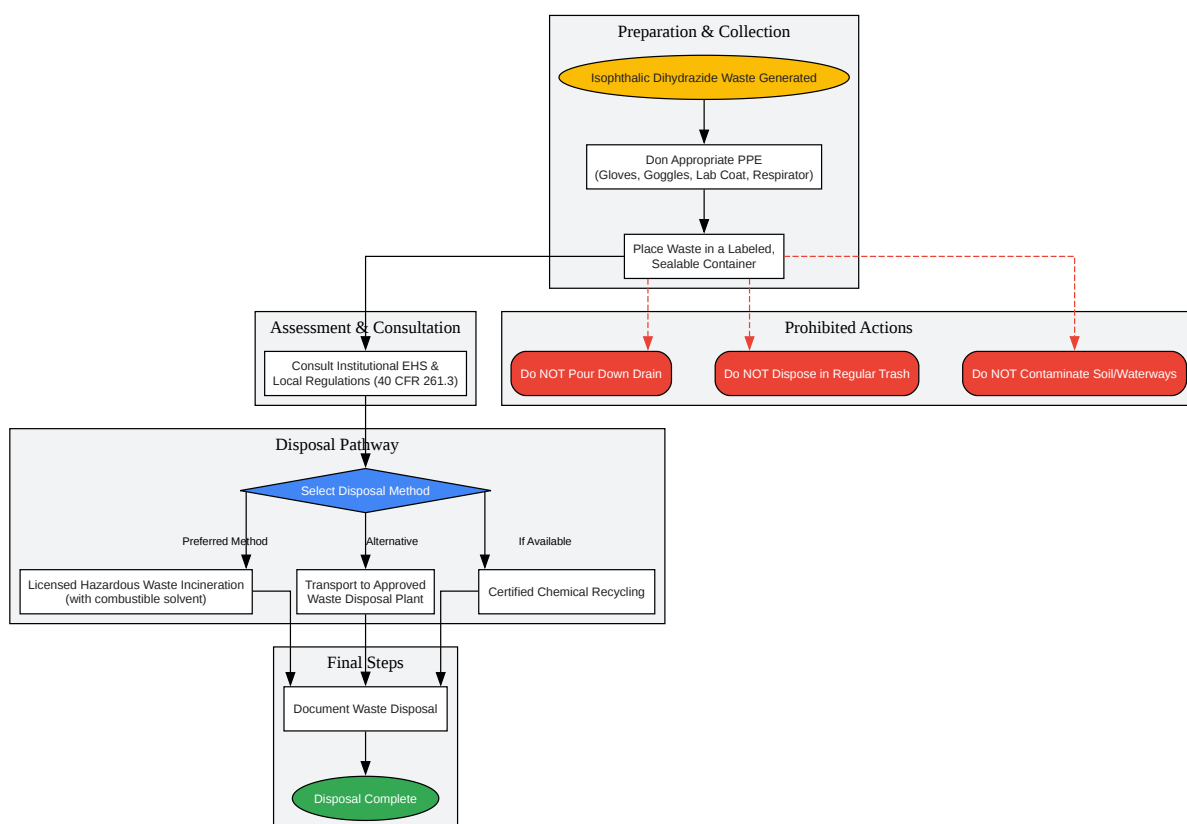 Preparation & Collection
Isophthalic Dihydrazide Waste Generated
Don Appropriate PPE
(Gloves, Goggles, Lab Coat, Respirator)
Place Waste in a Labeled,
Sealable Container
Assessment & Consultation
Consult Institutional EHS &
Local Regulations (40 CFR 261.3)
Prohibited Actions
Do NOT Pour Down Drain
Do NOT Dispose in Regular Trash
Do NOT Contaminate Soil/Waterways
Disposal Pathway
Select Disposal Method
Preferred Method
Alternative
If Available
Licensed Hazardous Waste Incineration
(with combustible solvent)
Transport to Approved
Waste Disposal Plant
Certified Chemical Recycling
Final Steps
Document Waste Disposal
Disposal Complete